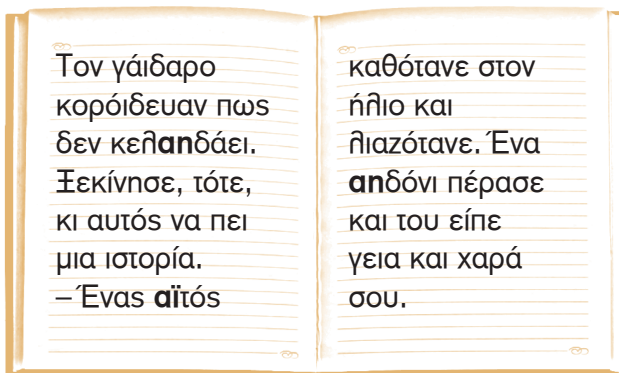 Τον γάιδαρο
κορόιδευαν πως
δεν κελαηδάει.
Ξεκίνησε, τότε,
κι αυτός να πει
μια ιστορία.
– Ένας αϊτός
καθότανε στον
ήλιο και
λιαζότανε. Ένα
αηδόνι πέρασε
και του είπε
γεια και χαρά
σου.